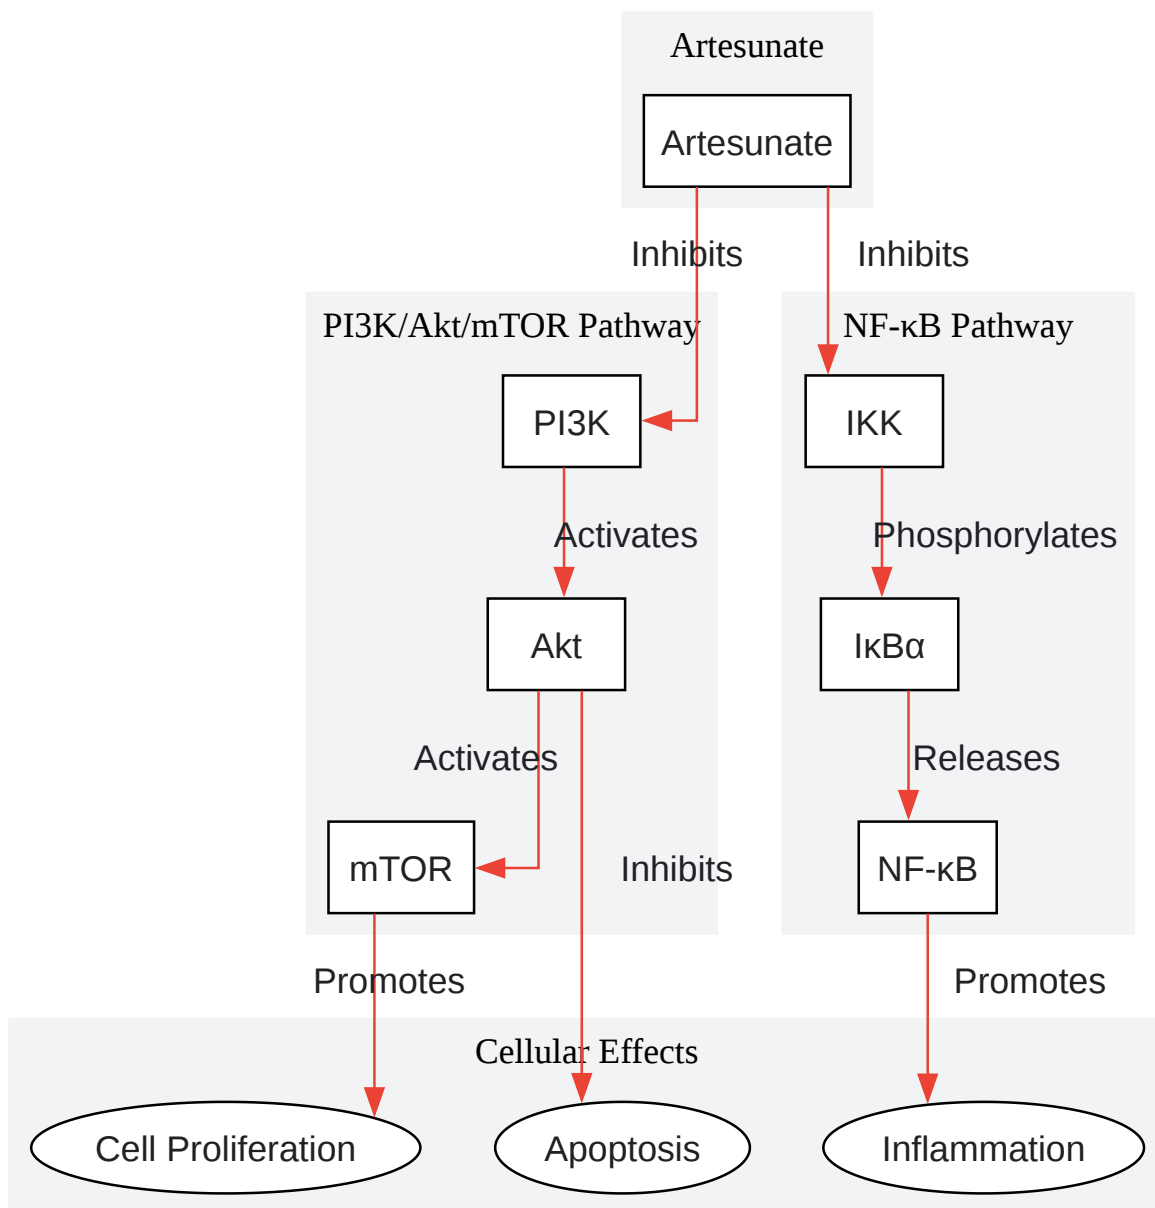 Artesunate
Artesunate
Inhibits
Inhibits
PI3K/Akt/mTOR Pathway
NF-κB Pathway
PI3K
IKK
Activates
Phosphorylates
Akt
IκBα
Activates
Releases
mTOR
Inhibits
NF-κB
Promotes
Promotes
Cellular Effects
Cell Proliferation
Apoptosis
Inflammation